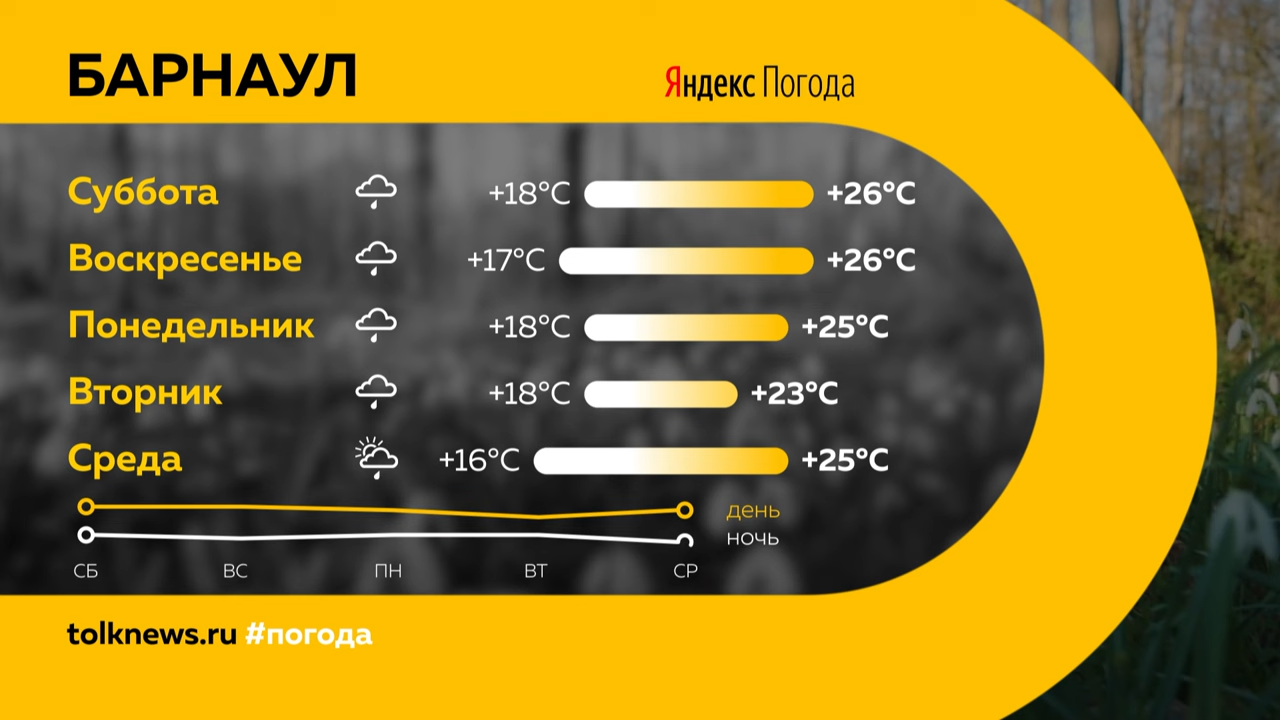 БАРНАУЛ
Яндекс Погода
Суббота +18°C +26°C
Воскресенье +17°C +26°C
Понедельник +18°C +25°C
Вторник +18°C +23°C
Среда +16°C +25°C
день
ночь
СБ ВС ПН ВТ СР
tolknews.ru #погода